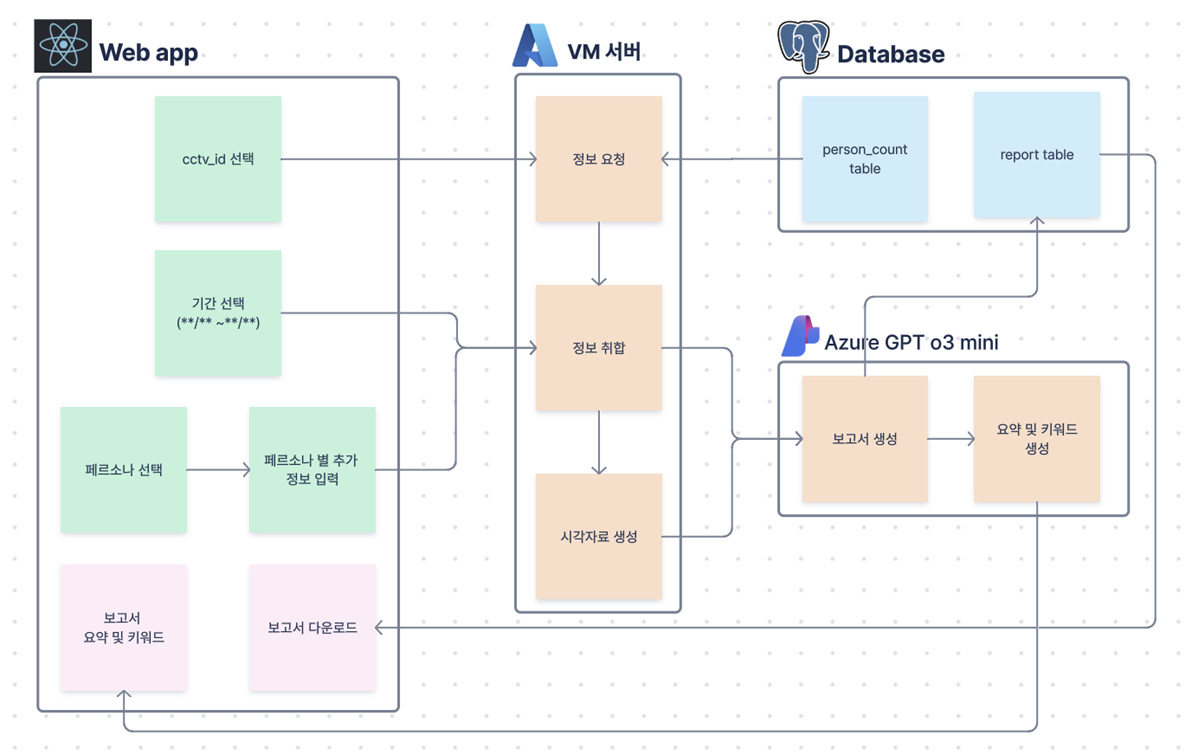 Web app
cctv_id 선택
기간 선택
(**/** ~**/**)
페르소나 선택
페르소나 별 추가
정보 입력
보고서
요약 및 키워드
보고서 다운로드
VM 서버
정보 요청
정보 취합
시각자료 생성
Database
person_count
table
report table
Azure GPT o3 mini
보고서 생성
요약 및 키워드
생성